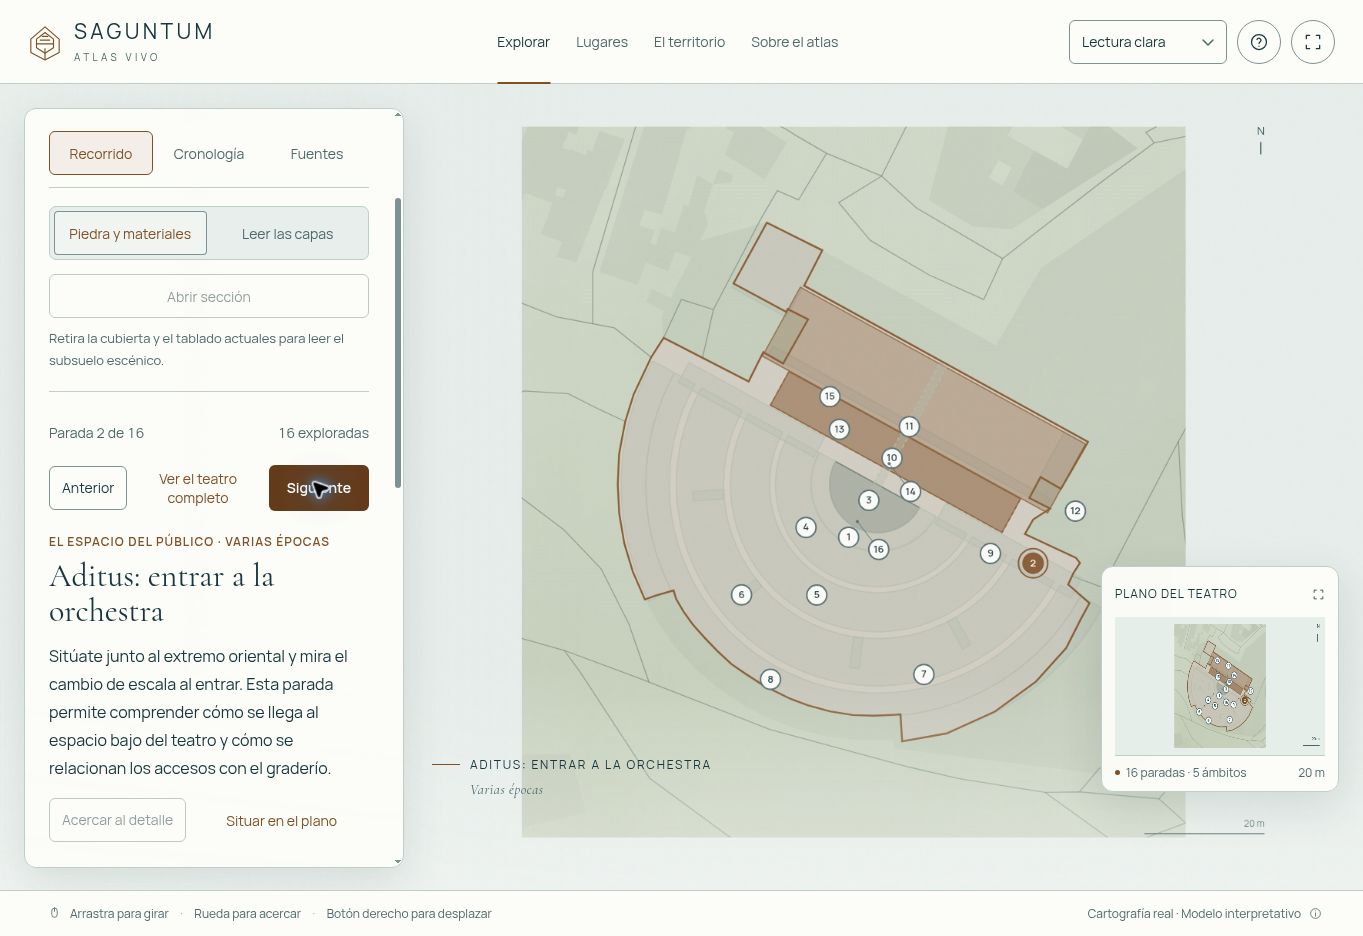 SAGUNTUM
ATLAS VIVO
Explorar
Lugares
El territorio
Sobre el atlas
Lectura clara
Recorrido
Cronología
Fuentes
Piedra y materiales
Leer las capas
Abrir sección
Retira la cubierta y el tablado actuales para leer el
subsuelo escénico.
Parada 2 de 16
16 exploradas
Anterior
Ver el teatro
completo
EL ESPACIO DEL PÚBLICO · VARIAS ÉPOCAS
Aditus: entrar a la
orchestra
Sitúate junto al extremo oriental y mira el
cambio de escala al entrar. Esta parada
permite comprender cómo se llega al
espacio bajo del teatro y cómo se
relacionan los accesos con el graderío.
Acercar al detalle
Situar en el plano
N
15
13
11
10
14
3
12
4
1
16
9
2
6
5
7
8
ADITUS: ENTRAR A LA ORCHESTRA
Varias épocas
PLANO DEL TEATRO
16 paradas · 5 ámbitos
20 m
20 m
Arrastra para girar · Rueda para acercar · Botón derecho para desplazar
Cartografía real · Modelo interpretativo